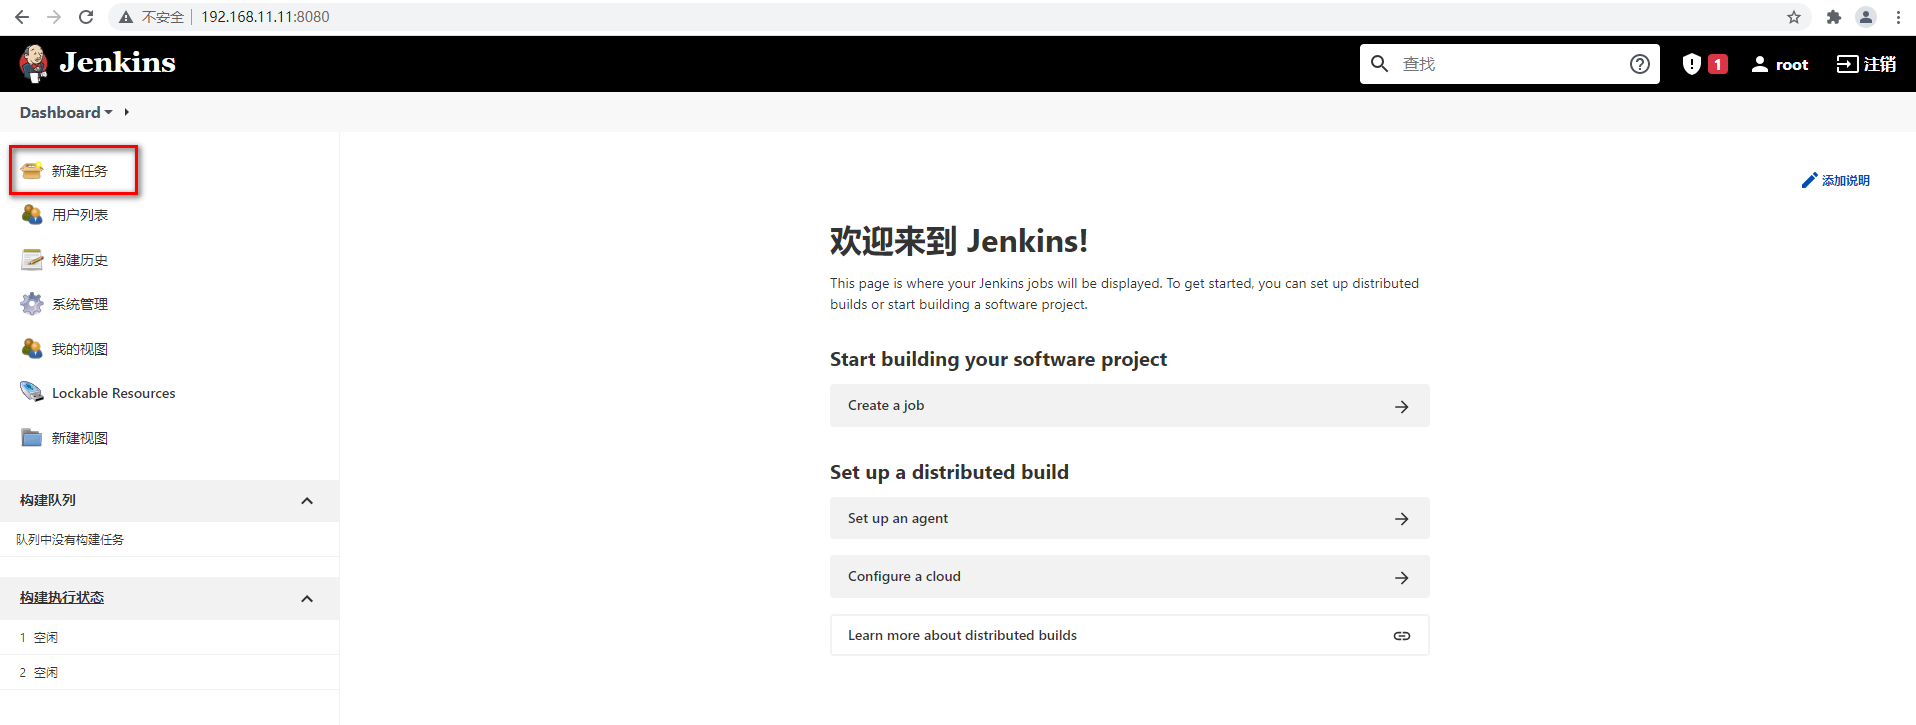 不安全 192.168.11.11:8080
Jenkins
查找
1
root
注销
Dashboard
新建任务
用户列表
构建历史
系统管理
我的视图
Lockable Resources
新建视图
构建队列
队列中没有构建任务
构建执行状态
1 空闲
2 空闲
添加说明
欢迎来到 Jenkins!
This page is where your Jenkins jobs will be displayed. To get started, you can set up distributed
builds or start building a software project.
Start building your software project
Create a job
Set up a distributed build
Set up an agent
Configure a cloud
Learn more about distributed builds